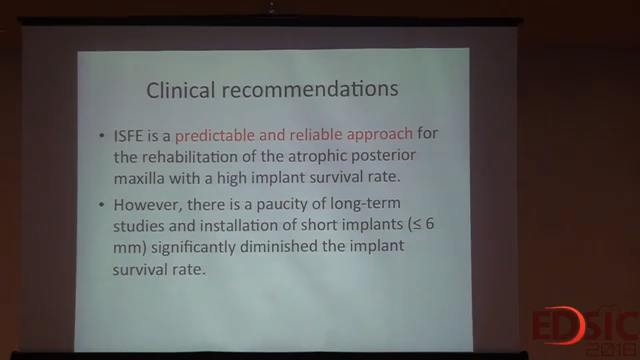 Clinical recommendations
• ISFE is a predictable and reliable approach for
the rehabilitation of the atrophic posterior
maxilla with a high implant survival rate.
• However, there is a paucity of long-term
studies and installation of short implants (≤ 6
mm) significantly diminished the implant
survival rate.
EDSIC
2018